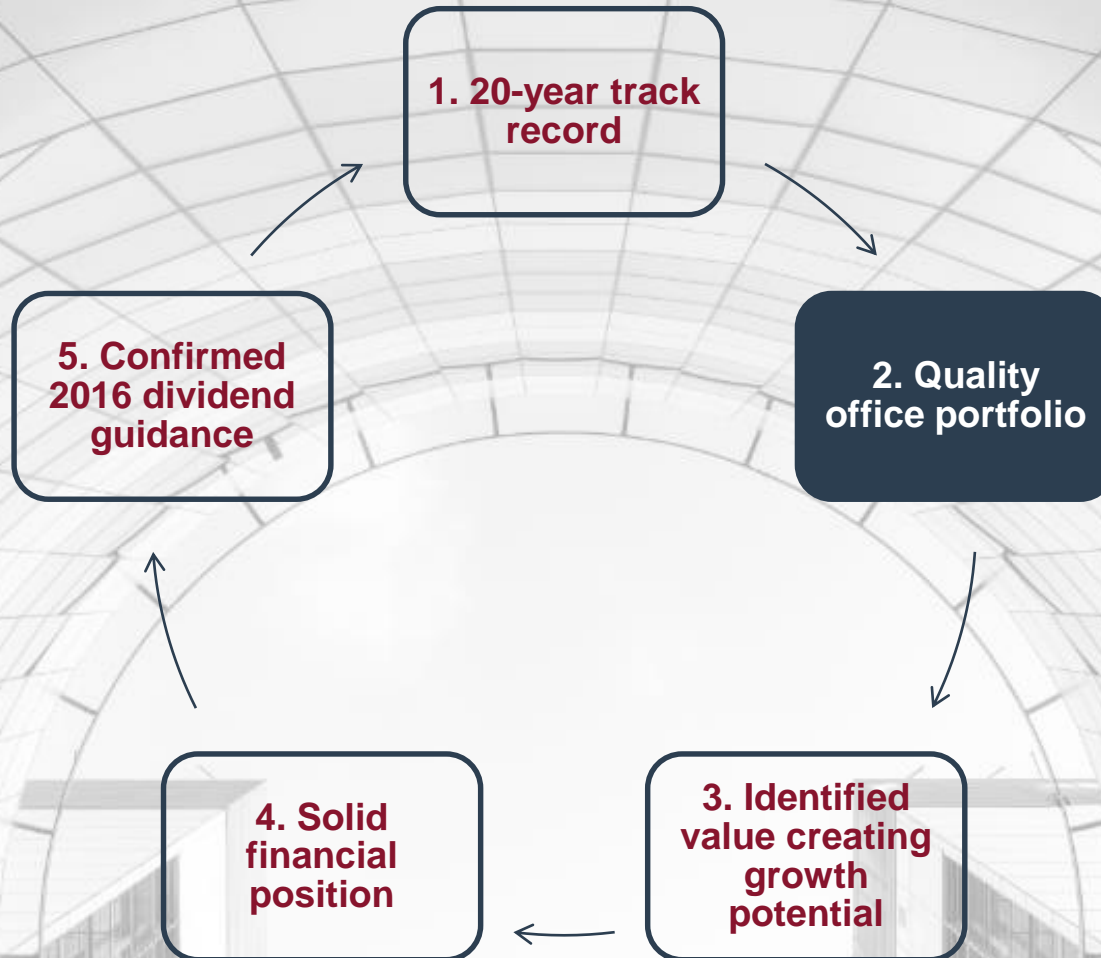 1. 20-year track
record
2. Quality
office portfolio
3. Identified
value creating
growth
potential
4. Solid
financial
position
5. Confirmed
2016 dividend
guidance